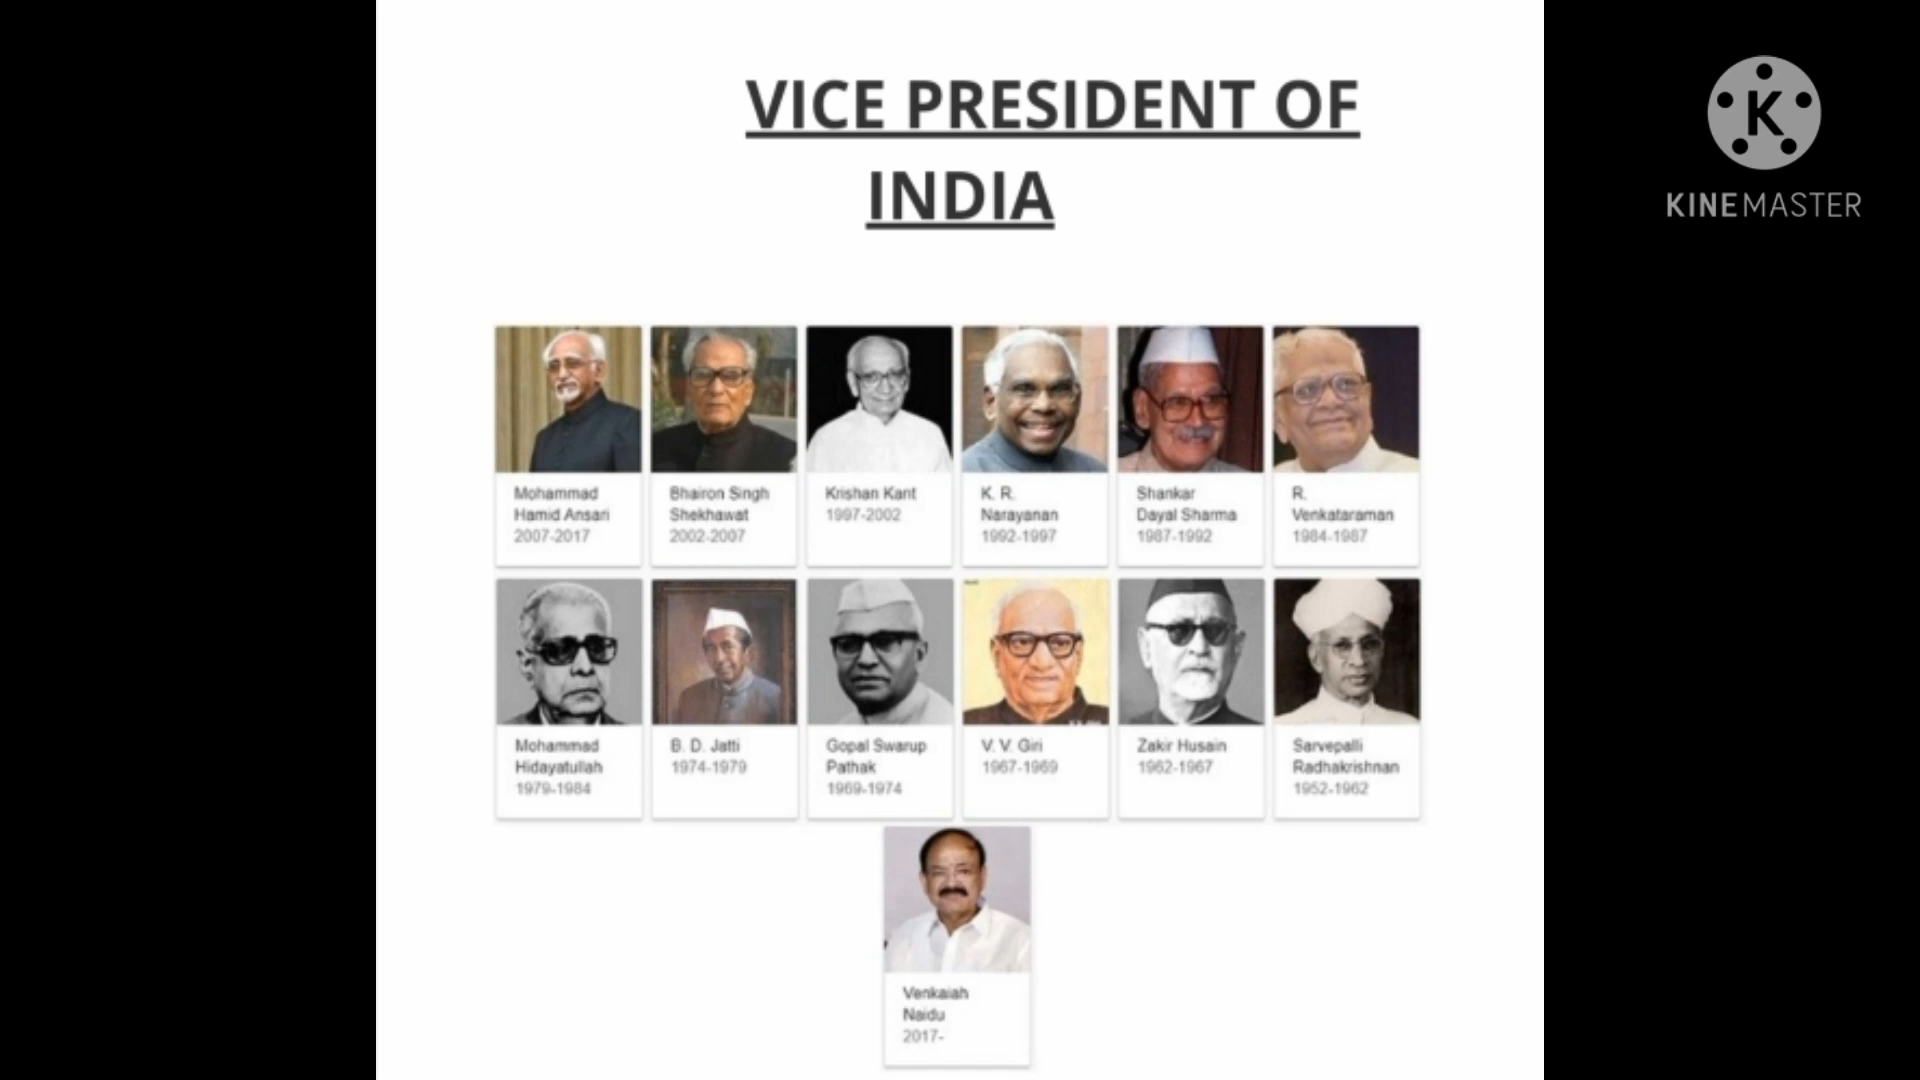 VICE PRESIDENT OF
INDIA
KINEMASTER
Mohammad
Hamid Ansari
2007-2017
Bhairon Singh
Shekhawat
2002-2007
Krishan Kant
1997-2002
K. R.
Narayanan
1992-1997
Shankar
Dayal Sharma
1987-1992
R.
Venkataraman
1984-1987
Mohammad
Hidayatullah
1979-1984
B. D. Jatti
1974-1979
Gopal Swarup
Pathak
1969-1974
V. V. Giri
1967-1969
Zakir Husain
1962-1967
Sarvepalli
Radhakrishnan
1952-1962
Venkaiah
Naidu
2017-